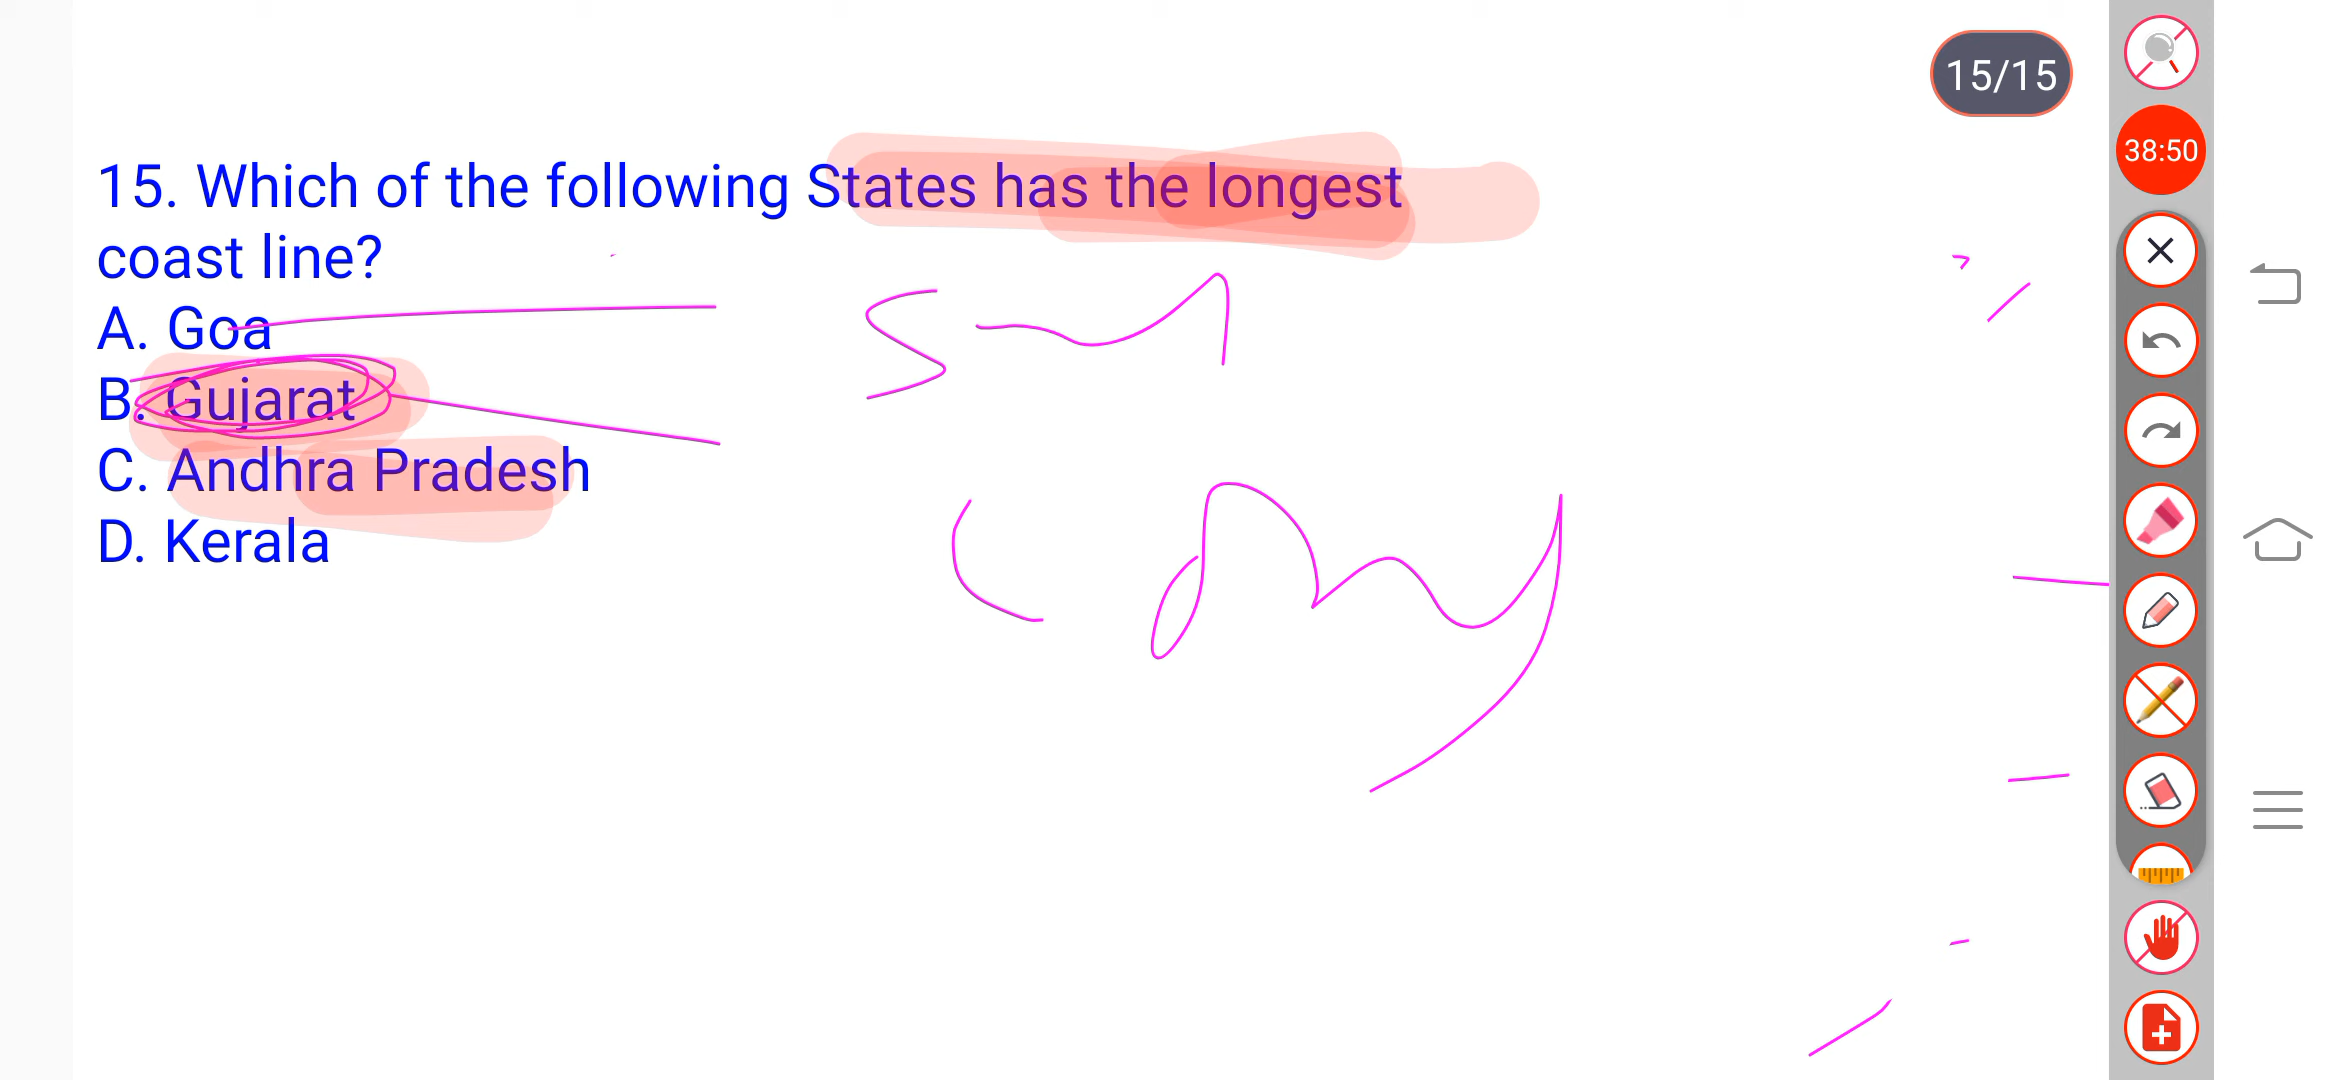 15/15
38:50
15. Which of the following States has the longest
coast line?
A. Goa
B. Gujarat
C. Andhra Pradesh
D. Kerala